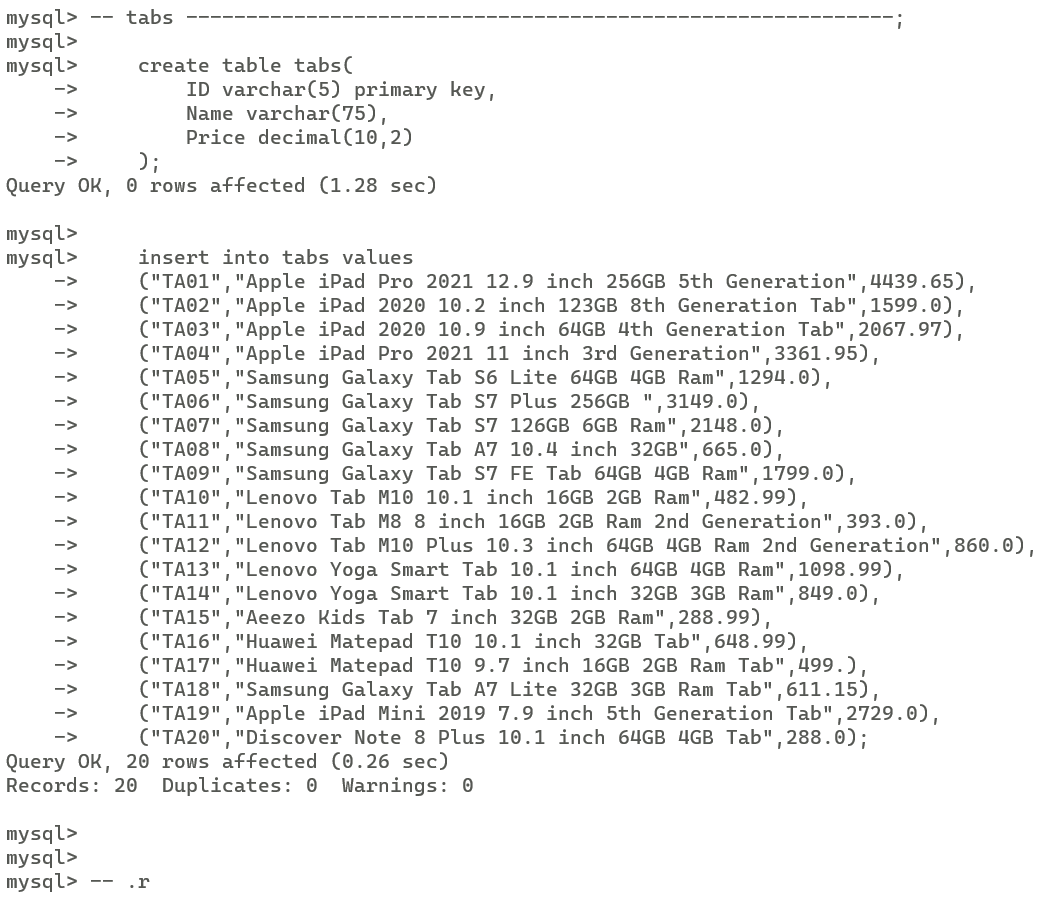 mysql> -- tabs -----------------------------------------------------------;
mysql>
mysql>     create table tabs(
    ->         ID varchar(5) primary key,
    ->         Name varchar(75),
    ->         Price decimal(10,2)
    ->     );
Query OK, 0 rows affected (1.28 sec)

mysql>
mysql>     insert into tabs values
    ->     ("TA01","Apple iPad Pro 2021 12.9 inch 256GB 5th Generation",4439.65),
    ->     ("TA02","Apple iPad 2020 10.2 inch 123GB 8th Generation Tab",1599.0),
    ->     ("TA03","Apple iPad 2020 10.9 inch 64GB 4th Generation Tab",2067.97),
    ->     ("TA04","Apple iPad Pro 2021 11 inch 3rd Generation",3361.95),
    ->     ("TA05","Samsung Galaxy Tab S6 Lite 64GB 4GB Ram",1294.0),
    ->     ("TA06","Samsung Galaxy Tab S7 Plus 256GB ",3149.0),
    ->     ("TA07","Samsung Galaxy Tab S7 126GB 6GB Ram",2148.0),
    ->     ("TA08","Samsung Galaxy Tab A7 10.4 inch 32GB",665.0),
    ->     ("TA09","Samsung Galaxy Tab S7 FE Tab 64GB 4GB Ram",1799.0),
    ->     ("TA10","Lenovo Tab M10 10.1 inch 16GB 2GB Ram",482.99),
    ->     ("TA11","Lenovo Tab M8 8 inch 16GB 2GB Ram 2nd Generation",393.0),
    ->     ("TA12","Lenovo Tab M10 Plus 10.3 inch 64GB 4GB Ram 2nd Generation",860.0),
    ->     ("TA13","Lenovo Yoga Smart Tab 10.1 inch 64GB 4GB Ram",1098.99),
    ->     ("TA14","Lenovo Yoga Smart Tab 10.1 inch 32GB 3GB Ram",849.0),
    ->     ("TA15","Aeezo Kids Tab 7 inch 32GB 2GB Ram",288.99),
    ->     ("TA16","Huawei Matepad T10 10.1 inch 32GB Tab",648.99),
    ->     ("TA17","Huawei Matepad T10 9.7 inch 16GB 2GB Ram Tab",499.),
    ->     ("TA18","Samsung Galaxy Tab A7 Lite 32GB 3GB Ram Tab",611.15),
    ->     ("TA19","Apple iPad Mini 2019 7.9 inch 5th Generation Tab",2729.0),
    ->     ("TA20","Discover Note 8 Plus 10.1 inch 64GB 4GB Tab",288.0);
Query OK, 20 rows affected (0.26 sec)
Records: 20  Duplicates: 0  Warnings: 0

mysql>
mysql>
mysql> -- .r